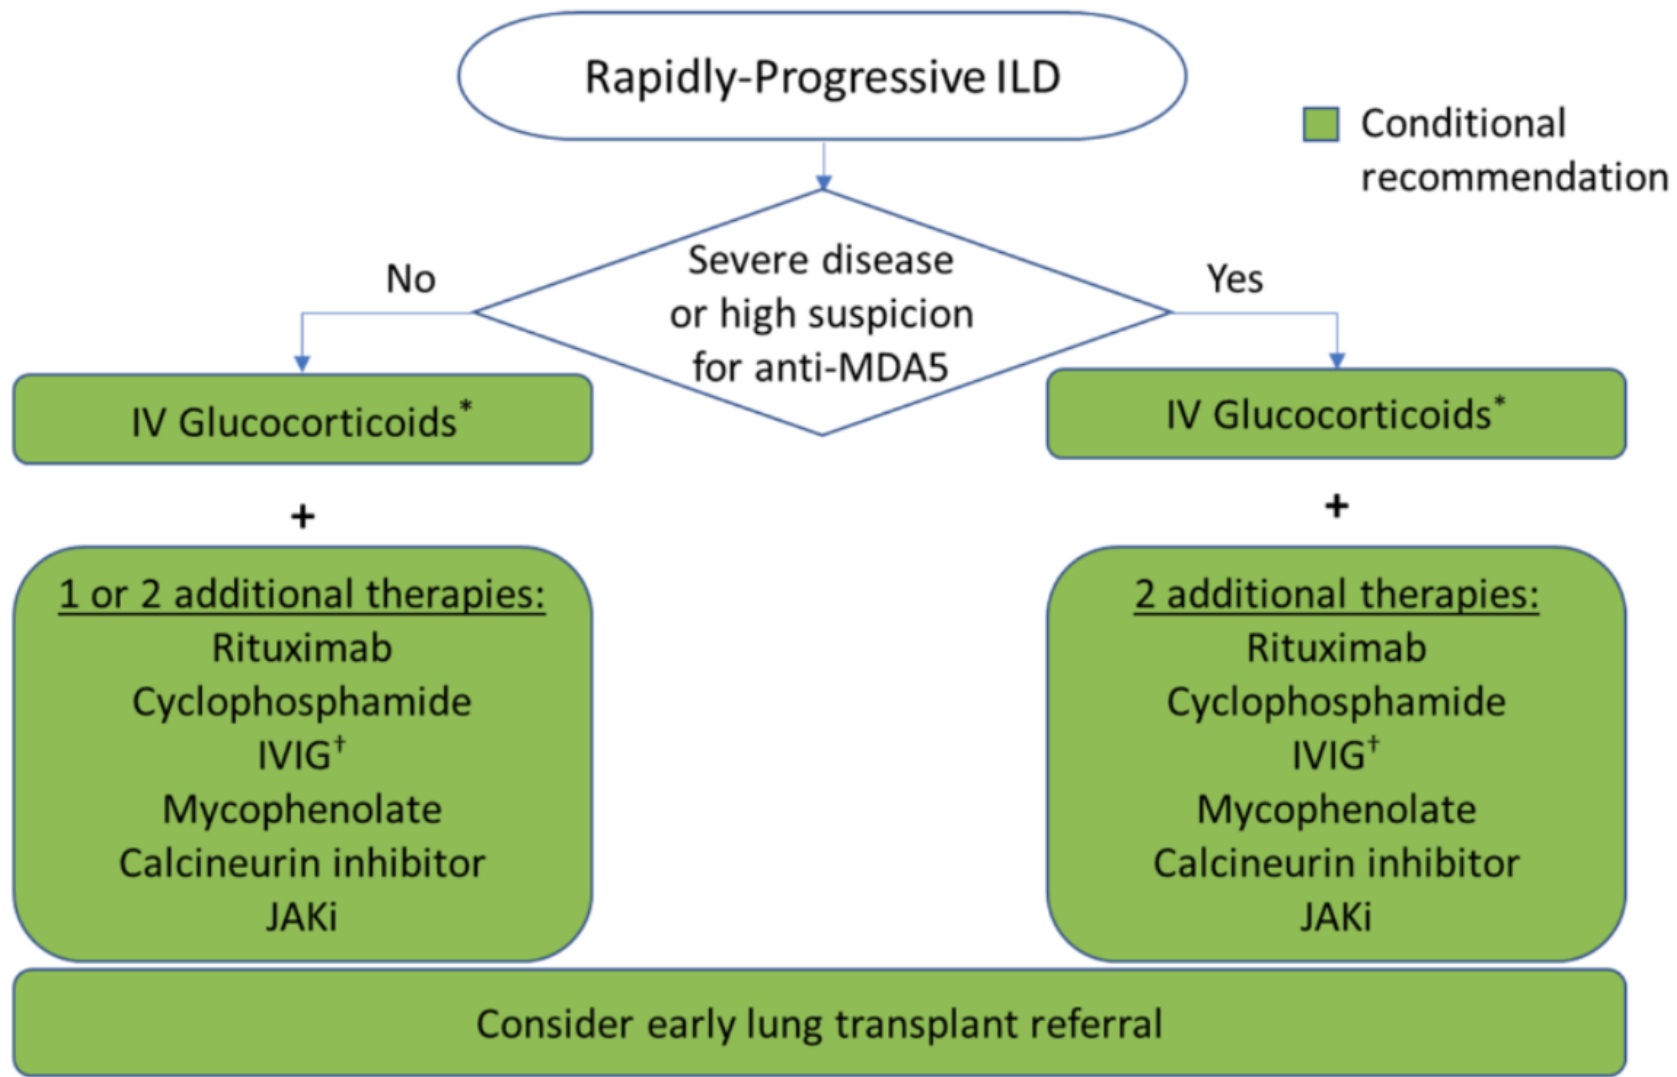 Rapidly-Progressive ILD
Conditional
recommendation
Severe disease
or high suspicion
for anti-MDA5
No
Yes
IV Glucocorticoids*
+
1 or 2 additional therapies:
Rituximab
Cyclophosphamide
IVIG†
Mycophenolate
Calcineurin inhibitor
JAKi
IV Glucocorticoids*
+
2 additional therapies:
Rituximab
Cyclophosphamide
IVIG†
Mycophenolate
Calcineurin inhibitor
JAKi
Consider early lung transplant referral